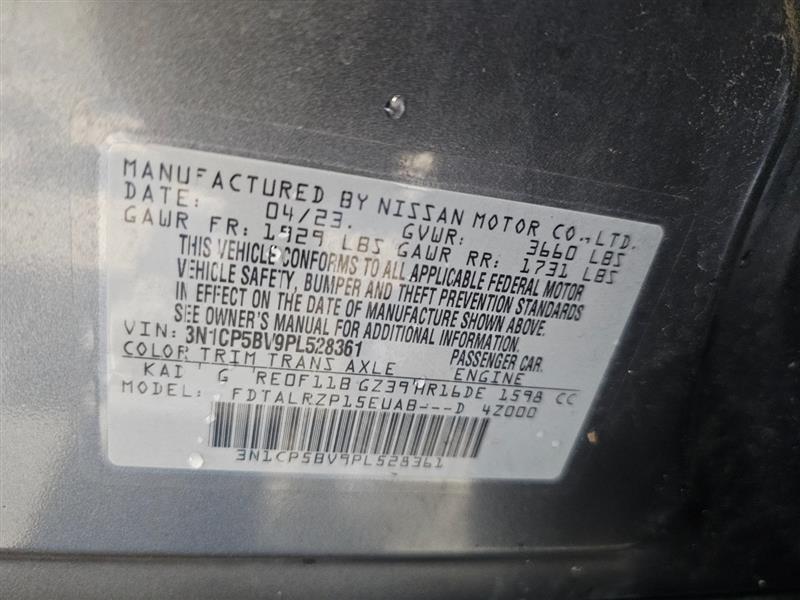 MANUFACTURED BY NISSAN MOTOR CO.,LTD.
DATE: 04/23. GVWR: 3660 LBS
GAWR FR: 1929 LBS GAWR RR: 1731 LBS
THIS VEHICLE CONFORMS TO ALL APPLICABLE FEDERAL MOTOR
VEHICLE SAFETY, BUMPER AND THEFT PREVENTION STANDARDS
IN EFFECT ON THE DATE OF MANUFACTURE SHOWN ABOVE.
SEE OWNER'S MANUAL FOR ADDITIONAL INFORMATION.
VIN: 3N1CP5BV9PL528361 PASSENGER CAR.
COLOR TRIM TRANS AXLE ENGINE
KAD G RE0F11B GZ39 HR16DE 1598 CC
MODEL: FDTALRZP15EUAB---D 4Z000
3N1CP5BV9PL528361